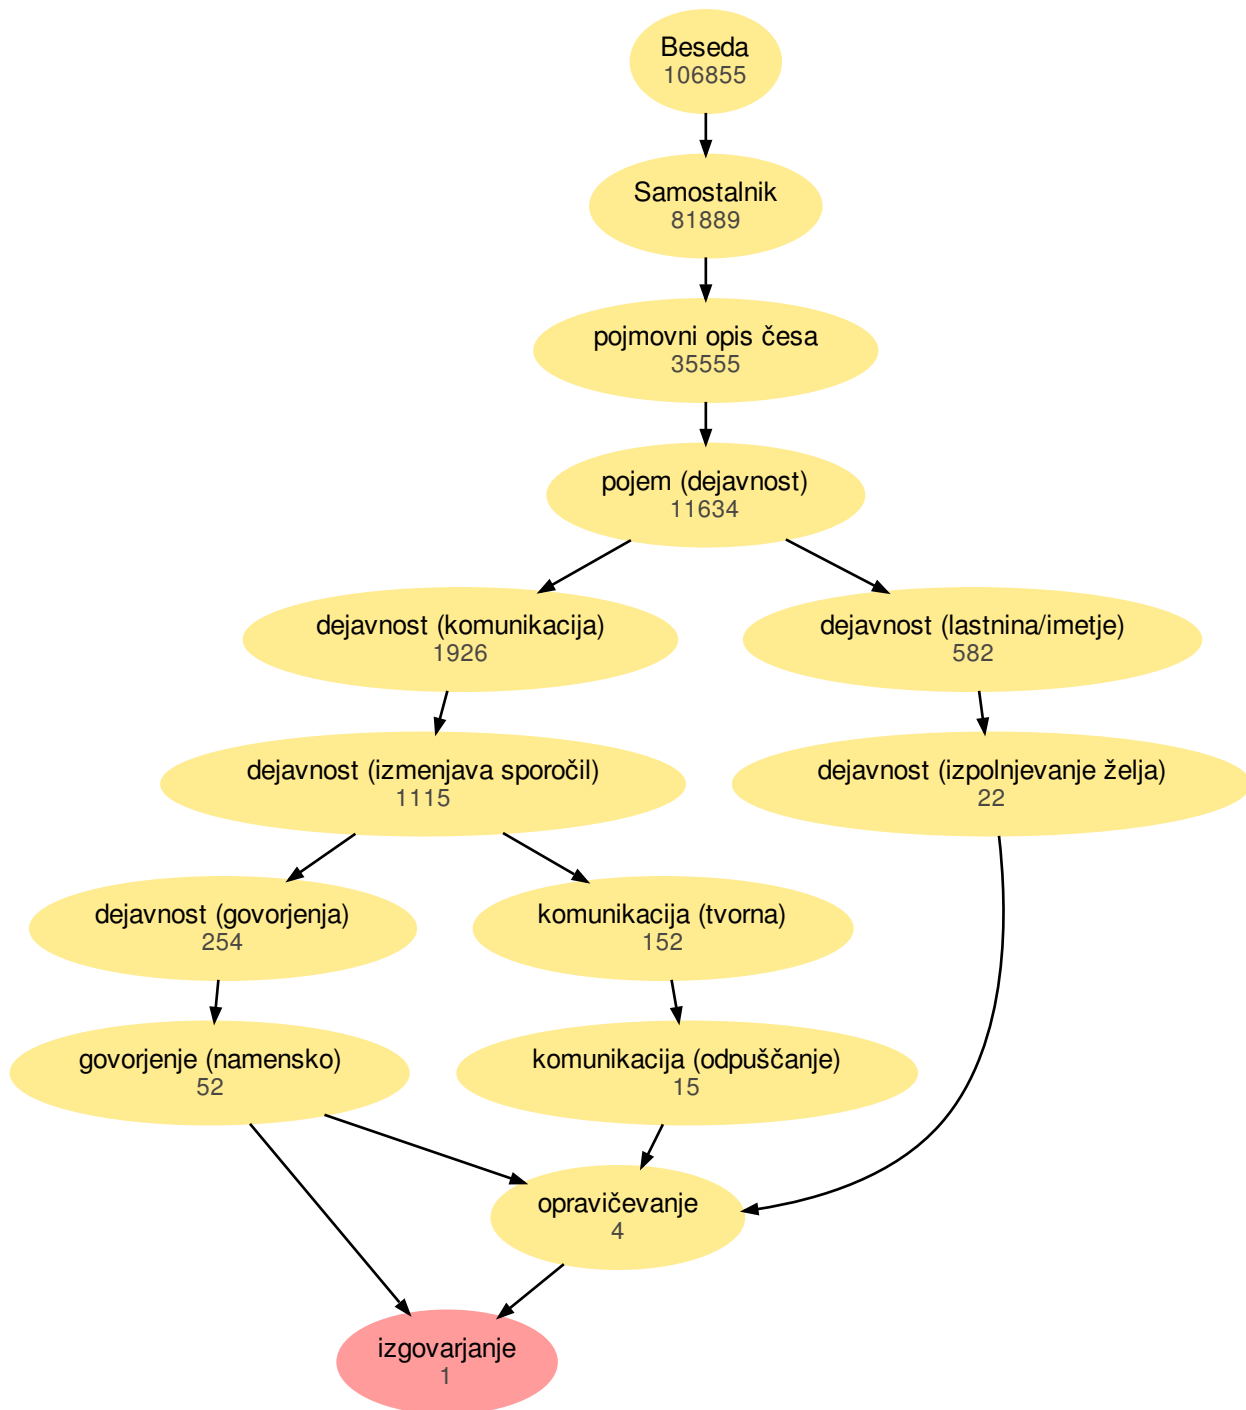 Beseda
106855
Samostalnik
81889
pojmovni opis česa
35555
pojem (dejavnost)
11634
dejavnost (komunikacija)
1926
dejavnost (lastnina/imetje)
582
dejavnost (izmenjava sporočil)
1115
dejavnost (izpolnjevanje želja)
22
dejavnost (govorjenja)
254
komunikacija (tvorna)
152
govorjenje (namensko)
52
komunikacija (odpuščanje)
15
opravičevanje
4
izgovarjanje
1